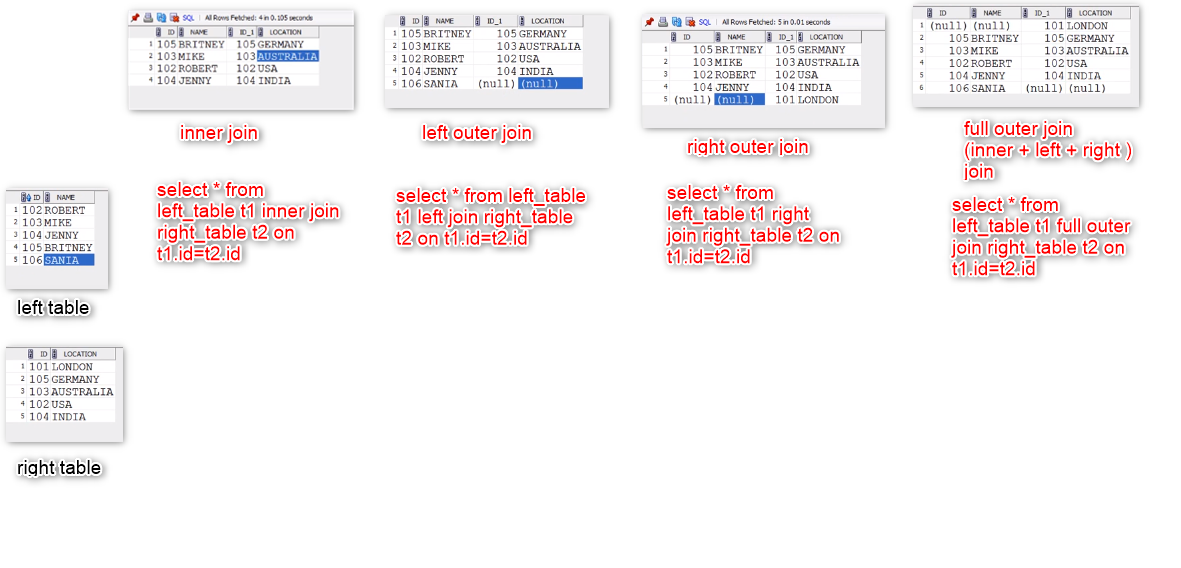 SQL | All Rows Fetched: 4 in 0.105 seconds
ID NAME ID_1 LOCATION
1 105 BRITNEY 105 GERMANY
2 103 MIKE 103 AUSTRALIA
3 102 ROBERT 102 USA
4 104 JENNY 104 INDIA
inner join
select * from
left_table t1 inner join
right_table t2 on
t1.id=t2.id
ID NAME ID_1 LOCATION
1 105 BRITNEY 105 GERMANY
2 103 MIKE 103 AUSTRALIA
3 102 ROBERT 102 USA
4 104 JENNY 104 INDIA
5 106 SANIA (null) (null)
left outer join
select * from left_table
t1 left join right_table
t2 on t1.id=t2.id
SQL | All Rows Fetched: 5 in 0.01 seconds
ID NAME ID_1 LOCATION
1 105 BRITNEY 105 GERMANY
2 103 MIKE 103 AUSTRALIA
3 102 ROBERT 102 USA
4 104 JENNY 104 INDIA
5 (null) (null) 101 LONDON
right outer join
select * from
left_table t1 right
join right_table t2 on
t1.id=t2.id
ID NAME ID_1 LOCATION
1 (null) (null) 101 LONDON
2 105 BRITNEY 105 GERMANY
3 103 MIKE 103 AUSTRALIA
4 102 ROBERT 102 USA
5 104 JENNY 104 INDIA
6 106 SANIA (null) (null)
full outer join
(inner + left + right )
join
select * from
left_table t1 full outer
join right_table t2 on
t1.id=t2.id
ID NAME
1 102 ROBERT
2 103 MIKE
3 104 JENNY
4 105 BRITNEY
5 106 SANIA
left table
ID LOCATION
1 101 LONDON
2 105 GERMANY
3 103 AUSTRALIA
4 102 USA
5 104 INDIA
right table